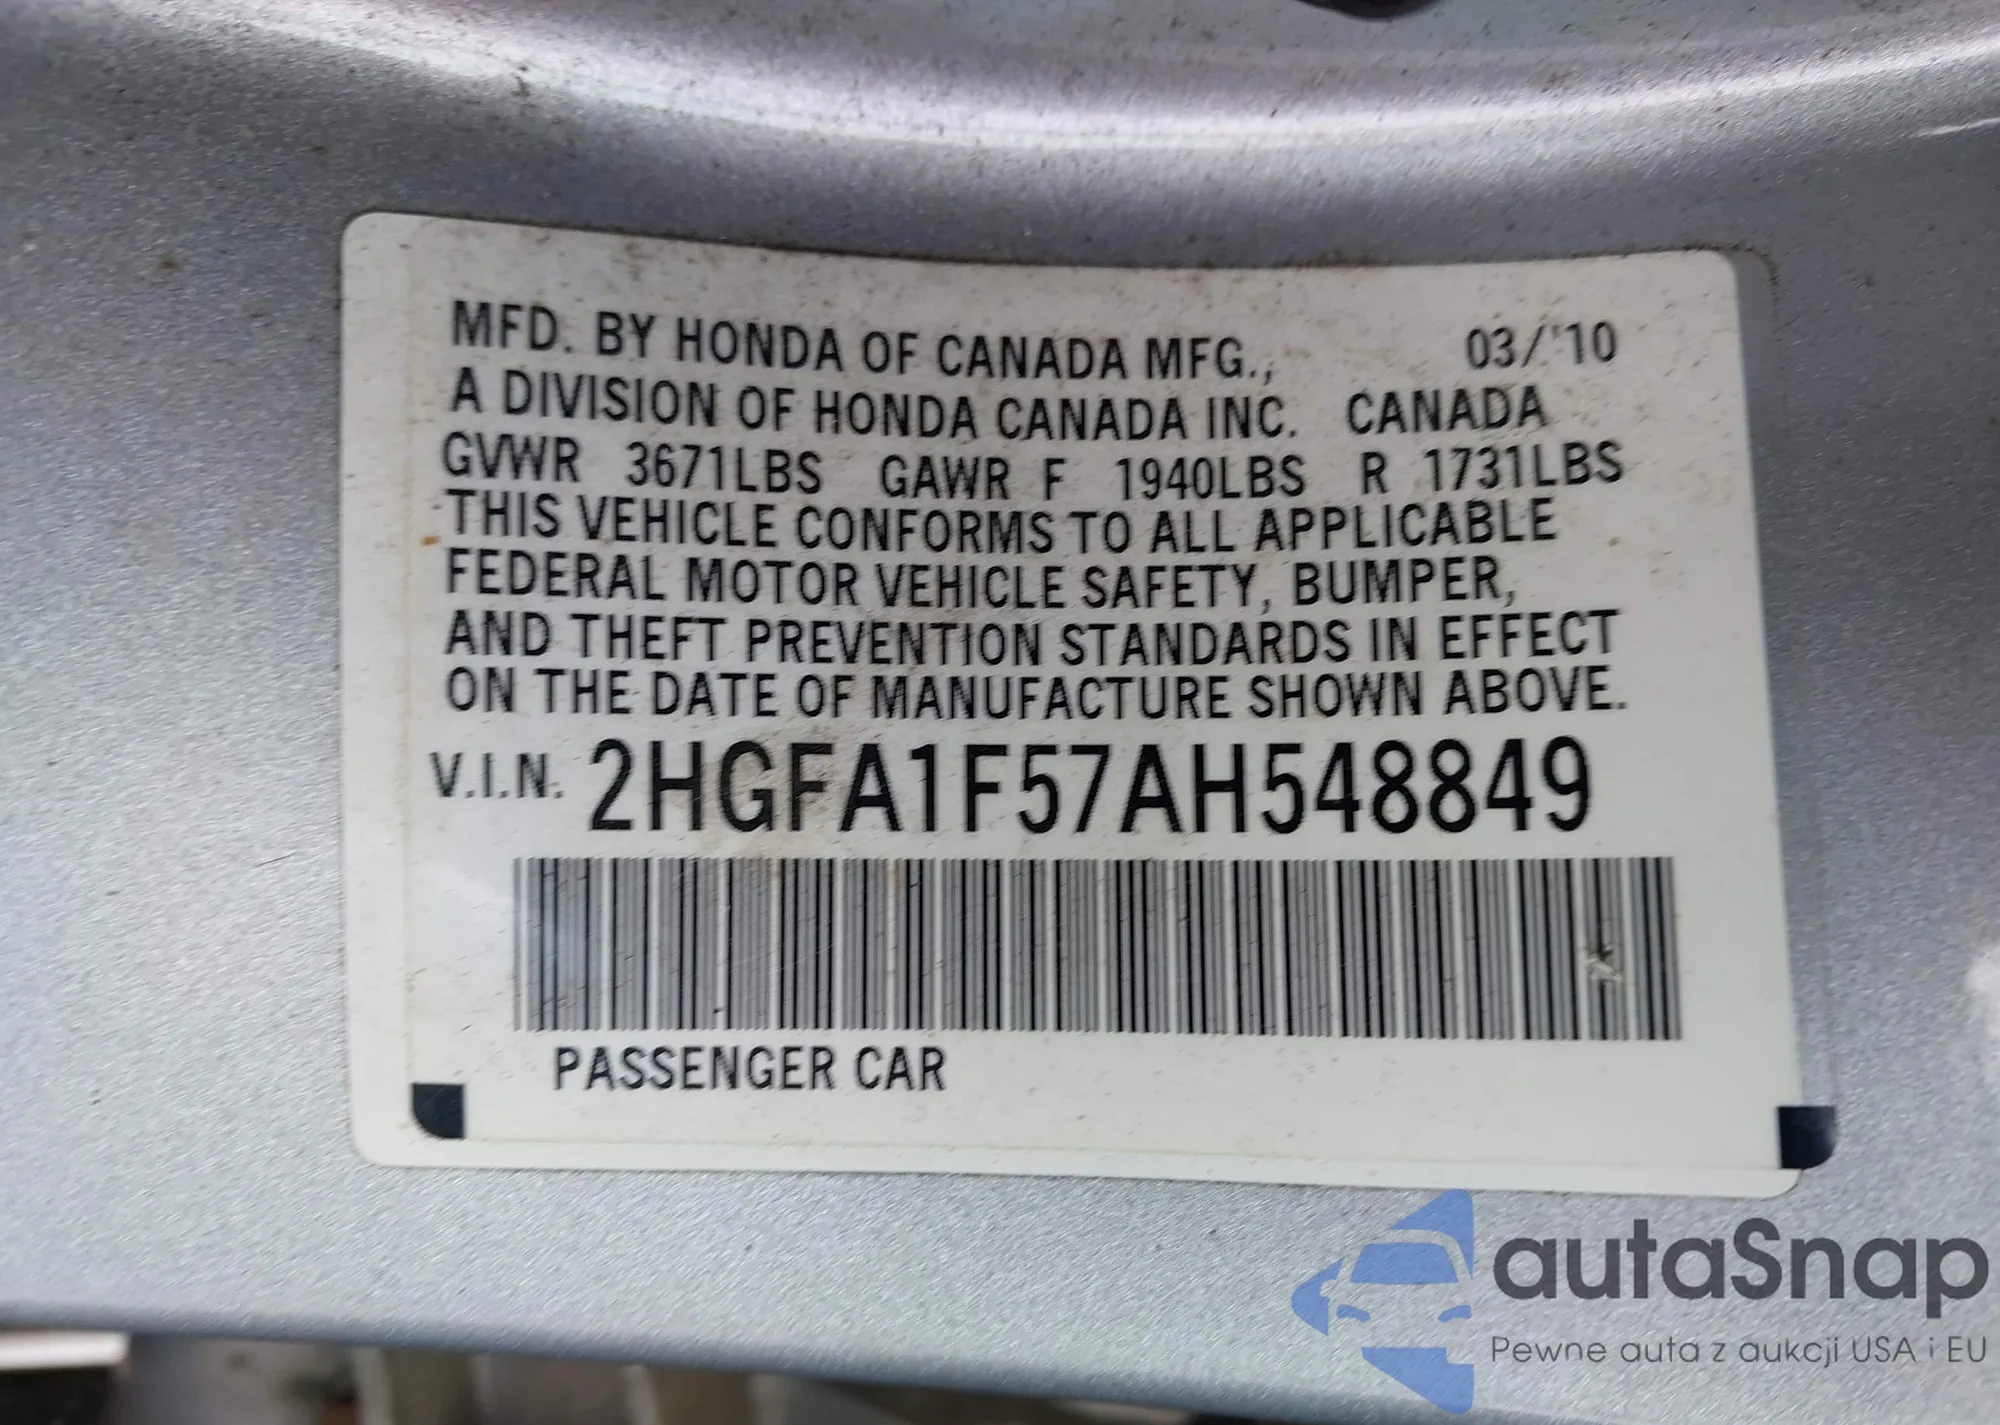 MFD. BY HONDA OF CANADA MFG., 03/'10
A DIVISION OF HONDA CANADA INC. CANADA
GVWR 3671LBS GAWR F 1940LBS R 1731LBS
THIS VEHICLE CONFORMS TO ALL APPLICABLE
FEDERAL MOTOR VEHICLE SAFETY, BUMPER,
AND THEFT PREVENTION STANDARDS IN EFFECT
ON THE DATE OF MANUFACTURE SHOWN ABOVE.
V.I.N. 2HGFA1F57AH548849
PASSENGER CAR
autaSnap
Pewne auta z aukcji USA i EU